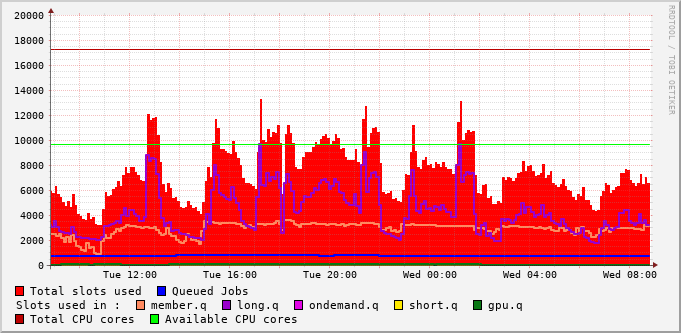 20000
18000
16000
14000
12000
10000
8000
6000
4000
2000
0
Tue 12:00 Tue 16:00 Tue 20:00 Wed 00:00 Wed 04:00 Wed 08:00
RRDTOOL / TOBI OETIKER
Total slots used Queued Jobs
Slots used in : member.q long.q ondemand.q short.q gpu.q
Total CPU cores Available CPU cores